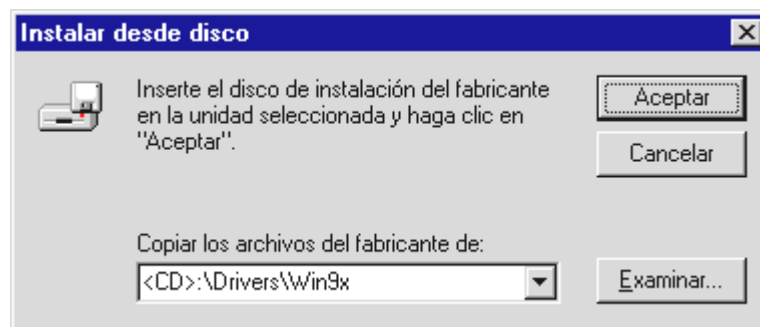 Instalar desde disco
Inserte el disco de instalación del fabricante
en la unidad seleccionada y haga clic en
"Aceptar".
Aceptar
Cancelar
Copiar los archivos del fabricante de:
<CD>:\Drivers\Win9x
Examinar...